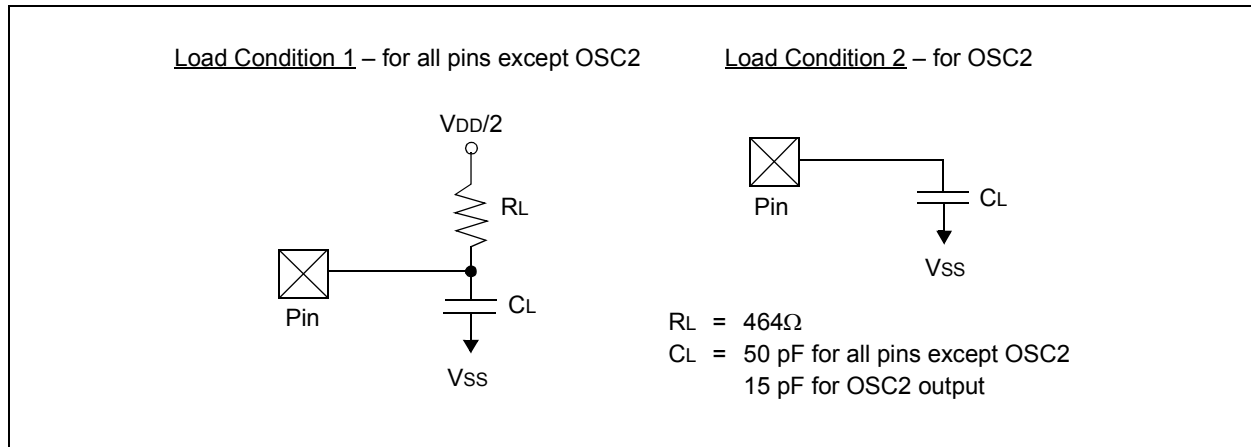 Load Condition 1 – for all pins except OSC2
Load Condition 2 – for OSC2
VDD/2
RL
Pin
CL
VSS
Pin
CL
VSS
RL = 464Ω
CL = 50 pF for all pins except OSC2
15 pF for OSC2 output